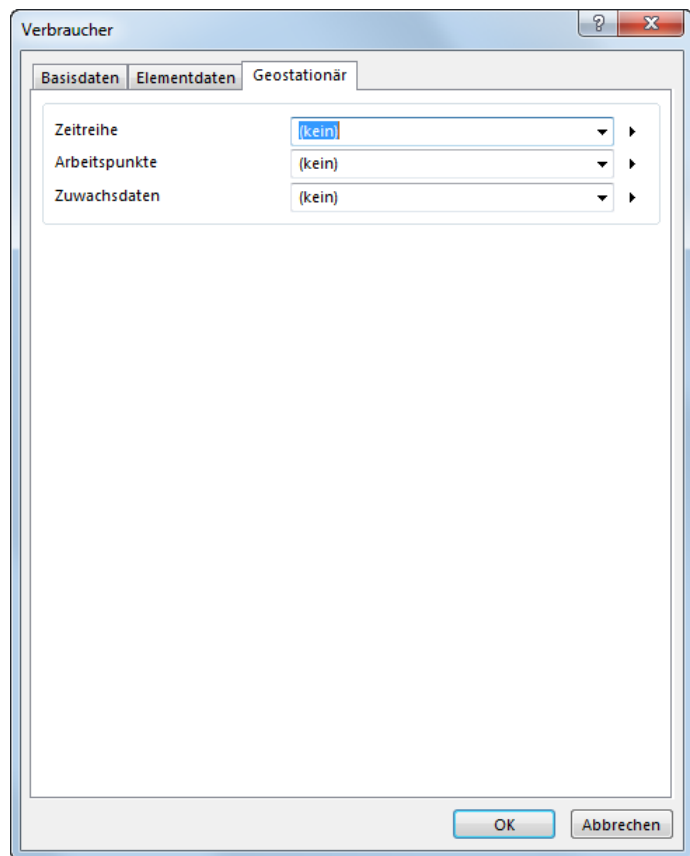 Verbraucher
Basisdaten Elementdaten Geostationär
Zeitreihe (kein)
Arbeitspunkte (kein)
Zuwachsdaten (kein)
OK Abbrechen